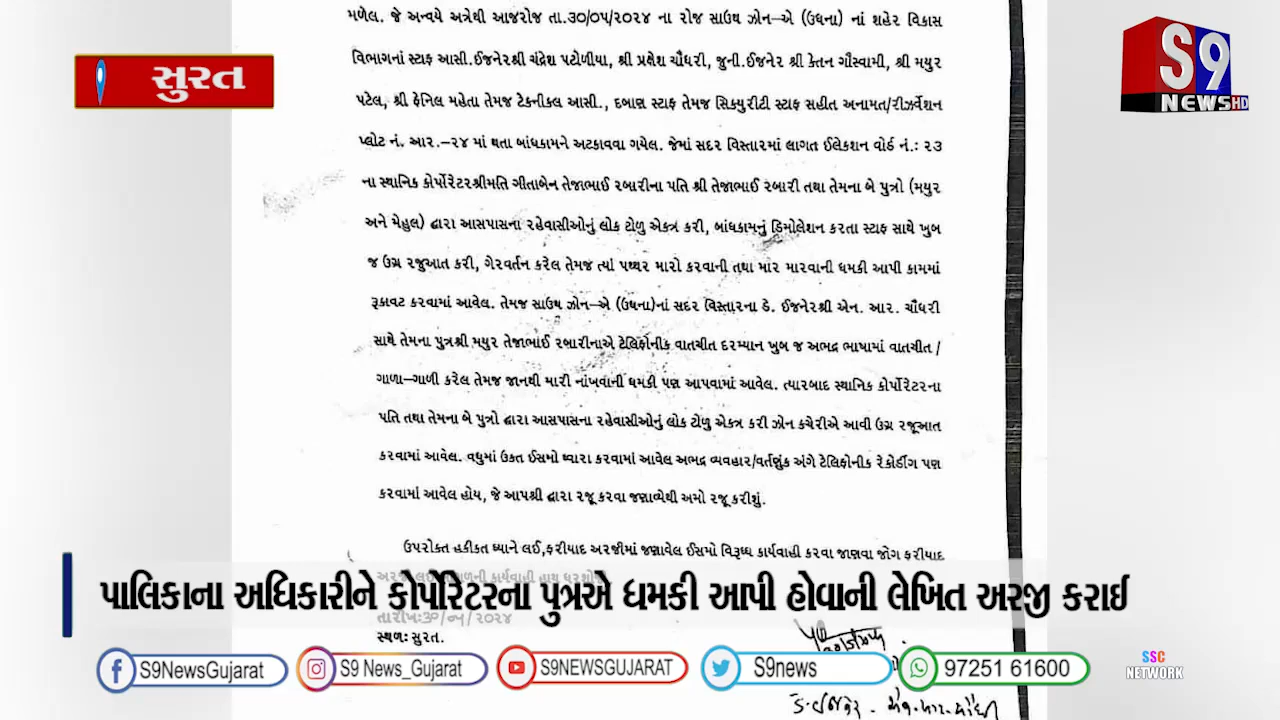 મળેલ. જે અન્વયે અત્રેથી આજરોજ તા.૩૦/૦૫/૨૦૨૪ ના રોજ સાઉથ ઝોન-એ (ઉધના) નાં શહેર વિકાસ
વિભાગનાં સ્ટાફ આસી.ઈજનેરશ્રી ચંદ્રેશ પટોળીયા, શ્રી પ્રક્ષેશ ચૌધરી, જુની.ઈજનેર શ્રી કેતન ગૌસ્વામી, શ્રી મયુર
પટેલ, શ્રી ફેનિલ મહેતા તેમજ ટેકનીકલ આસી., દબાણ સ્ટાફ તેમજ સિક્યુરીટી સ્ટાફ સહીત અનામત/રીઝર્વેશન
પ્લોટ નં. આર.-૨૪ માં થતા બાંધકામને અટકાવવા ગયેલ. જેમાં સદર વિસ્તારમાં લાગત ઈલેકશન વોર્ડ નં.: ૨૩
ના સ્થાનિક કોર્પોરેટરશ્રીમતિ ગીતાબેન તેજાભાઈ રબારીના પતિ શ્રી તેજાભાઈ રબારી તથા તેમના બે પુત્રો (મયુર
અને મેહુલ) દ્વારા આસપાસના રહેવાસીઓનું લોક ટોળુ એકત્ર કરી, બાંધકામનું ડિમોલેશન કરતા સ્ટાફ સાથે ખુબ
જ ઉગ્ર રજુઆત કરી, ગેરવર્તન કરેલ તેમજ ત્યાં પથ્થર મારો કરવાની તથા માર મારવાની ધમકી આપી કામમાં
રૂકાવટ કરવામાં આવેલ. તેમજ સાઉથ ઝોન-એ (ઉધના)નાં સદર વિસ્તારના ડે. ઈજનેરશ્રી એન. આર. ચૌધરી
સાથે તેમના પુત્રશ્રી મયુર તેજાભાઈ રબારીનાએ ટેલિફોનીક વાતચીત દરમ્યાન ખુબ જ અભદ્ર ભાષામાં વાતચીત /
ગાળા-ગાળી કરેલ તેમજ જાનથી મારી નાંખવાની ધમકી પણ આપવામાં આવેલ. ત્યારબાદ સ્થાનિક કોર્પોરેટરના
પતિ તથા તેમના બે પુત્રો દ્વારા આસપાસના રહેવાસીઓનું લોક ટોળુ એકત્ર કરી ઝોન કચેરીએ આવી ઉગ્ર રજૂઆત
કરવામાં આવેલ. વધુમાં ઉકત ઈસમો ધ્વારા કરવામાં આવેલ અભદ્ર વ્યવહાર/વર્તણુંક અંગે ટેલિફોનીક રેકોર્ડીંગ પણ
કરવામાં આવેલ હોય, જે આપશ્રી દ્વારા રજૂ કરવા જણાવ્યેથી અમો રજૂ કરીશું.
ઉપરોક્ત હકીકત ધ્યાને લઈ,ફરીયાદ અરજીમાં જણાવેલ ઈસમો વિરૂધ્ધ કાર્યવાહી કરવા જાણવા જોગ ફરીયાદ
પાલિકાના અધિકારીને કોર્પોરેટરના પુત્રએ ધમકી આપી હોવાની લેખિત અરજી કરાઈ
તારીખ:૩૦/૦૫/૨૦૨૪
સ્થળ: સુરત.
ડે. ઈજનેર - એન. આર. ચૌધરી
સુરત
S9
NEWS HD
S9NewsGujarat
S9 News_Gujarat
S9NEWSGUJARAT
S9news
97251 61600
SSC
NETWORK